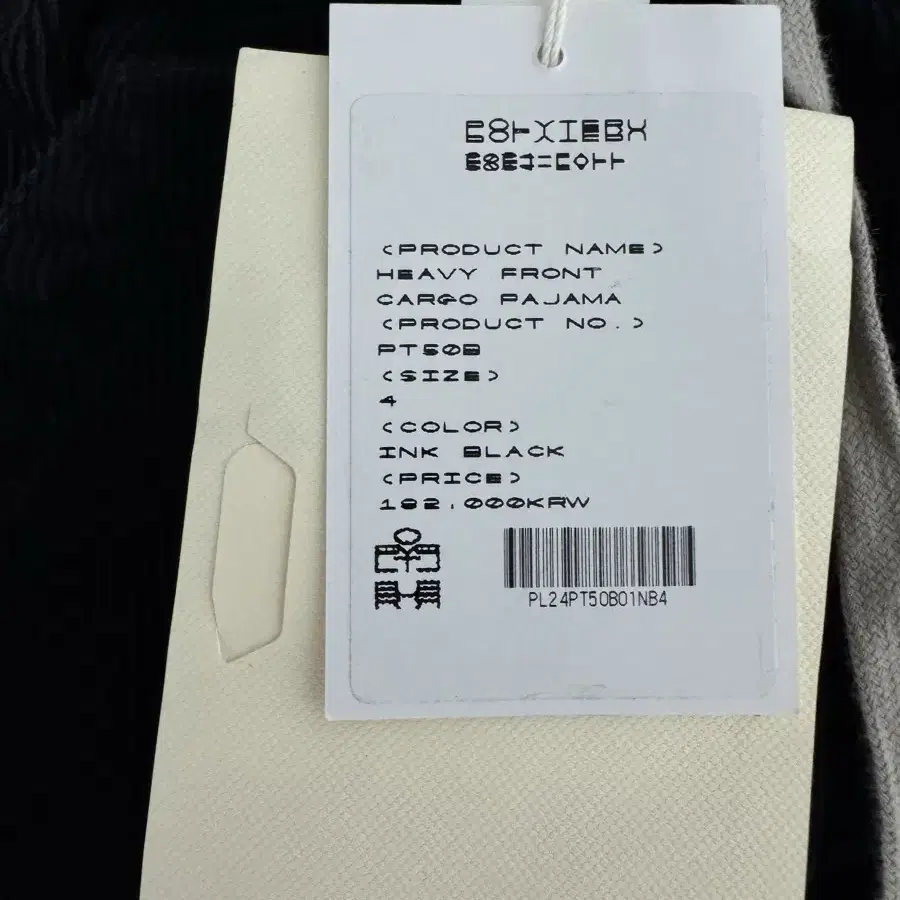 <PRODUCT NAME>
HEAVY FRONT
CARGO PAJAMA
<PRODUCT NO.>
PT50B
<SIZE>
4
<COLOR>
INK BLACK
<PRICE>
192,000KRW
PL24PT50B01NB4